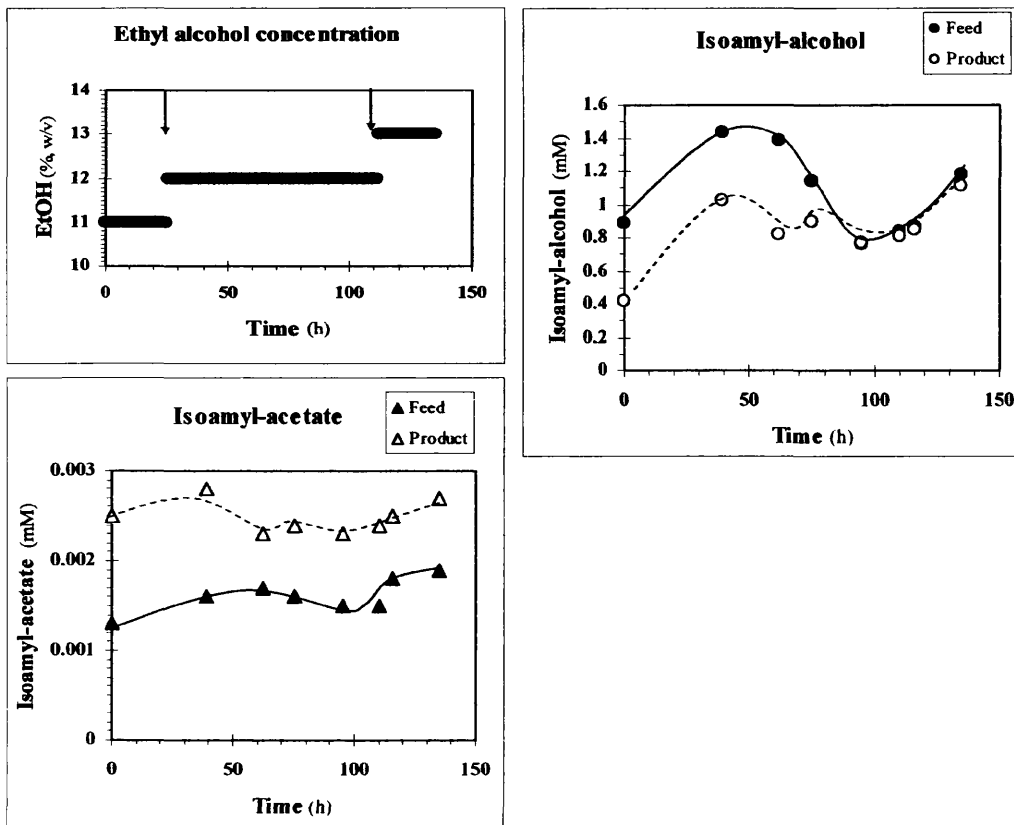 Ethyl alcohol concentration
EtOH (%, w/v)
14
13
12
11
10
0
50
100
150
Time (h)
Isoamyl-alcohol
Feed
Product
Isoamyl-alcohol (mM)
1.6
1.4
1.2
1
0.8
0.6
0.4
0.2
0
0
50
100
150
Time (h)
Isoamyl-acetate
Feed
Product
Isoamyl-acetate (mM)
0.003
0.002
0.001
0
0
50
100
150
Time (h)